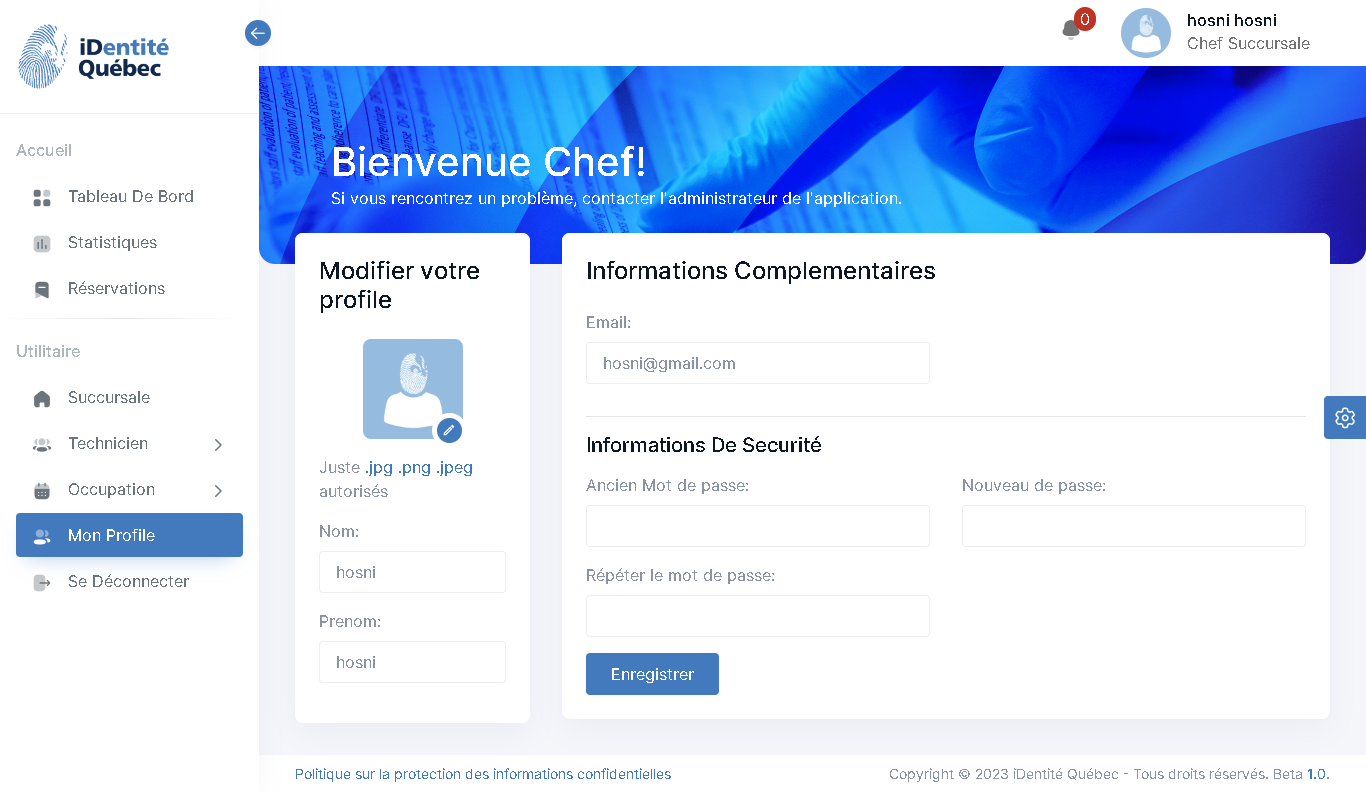 iDentité
Québec
0
hosni hosni
Chef Succursale
Accueil
Tableau De Bord
Statistiques
Réservations
Utilitaire
Succursale
Technicien
Occupation
Mon Profile
Se Déconnecter
Bienvenue Chef!
Si vous rencontrez un problème, contacter l'administrateur de l'application.
Modifier votre
profile
Juste .jpg .png .jpeg
autorisés
Nom:
hosni
Prenom:
hosni
Informations Complementaires
Email:
hosni@gmail.com
Informations De Securité
Ancien Mot de passe:
Nouveau de passe:
Répéter le mot de passe:
Enregistrer
Politique sur la protection des informations confidentielles
Copyright © 2023 iDentité Québec - Tous droits réservés. Beta 1.0.